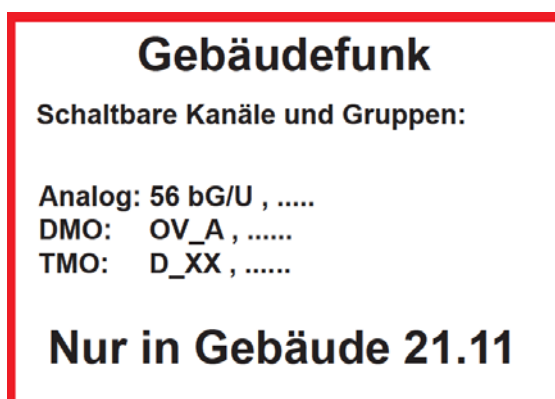 Gebäudefunk
Schaltbare Kanäle und Gruppen:
Analog: 56 bG/U , .....
DMO: OV_A , ......
TMO: D_XX , ......
Nur in Gebäude 21.11